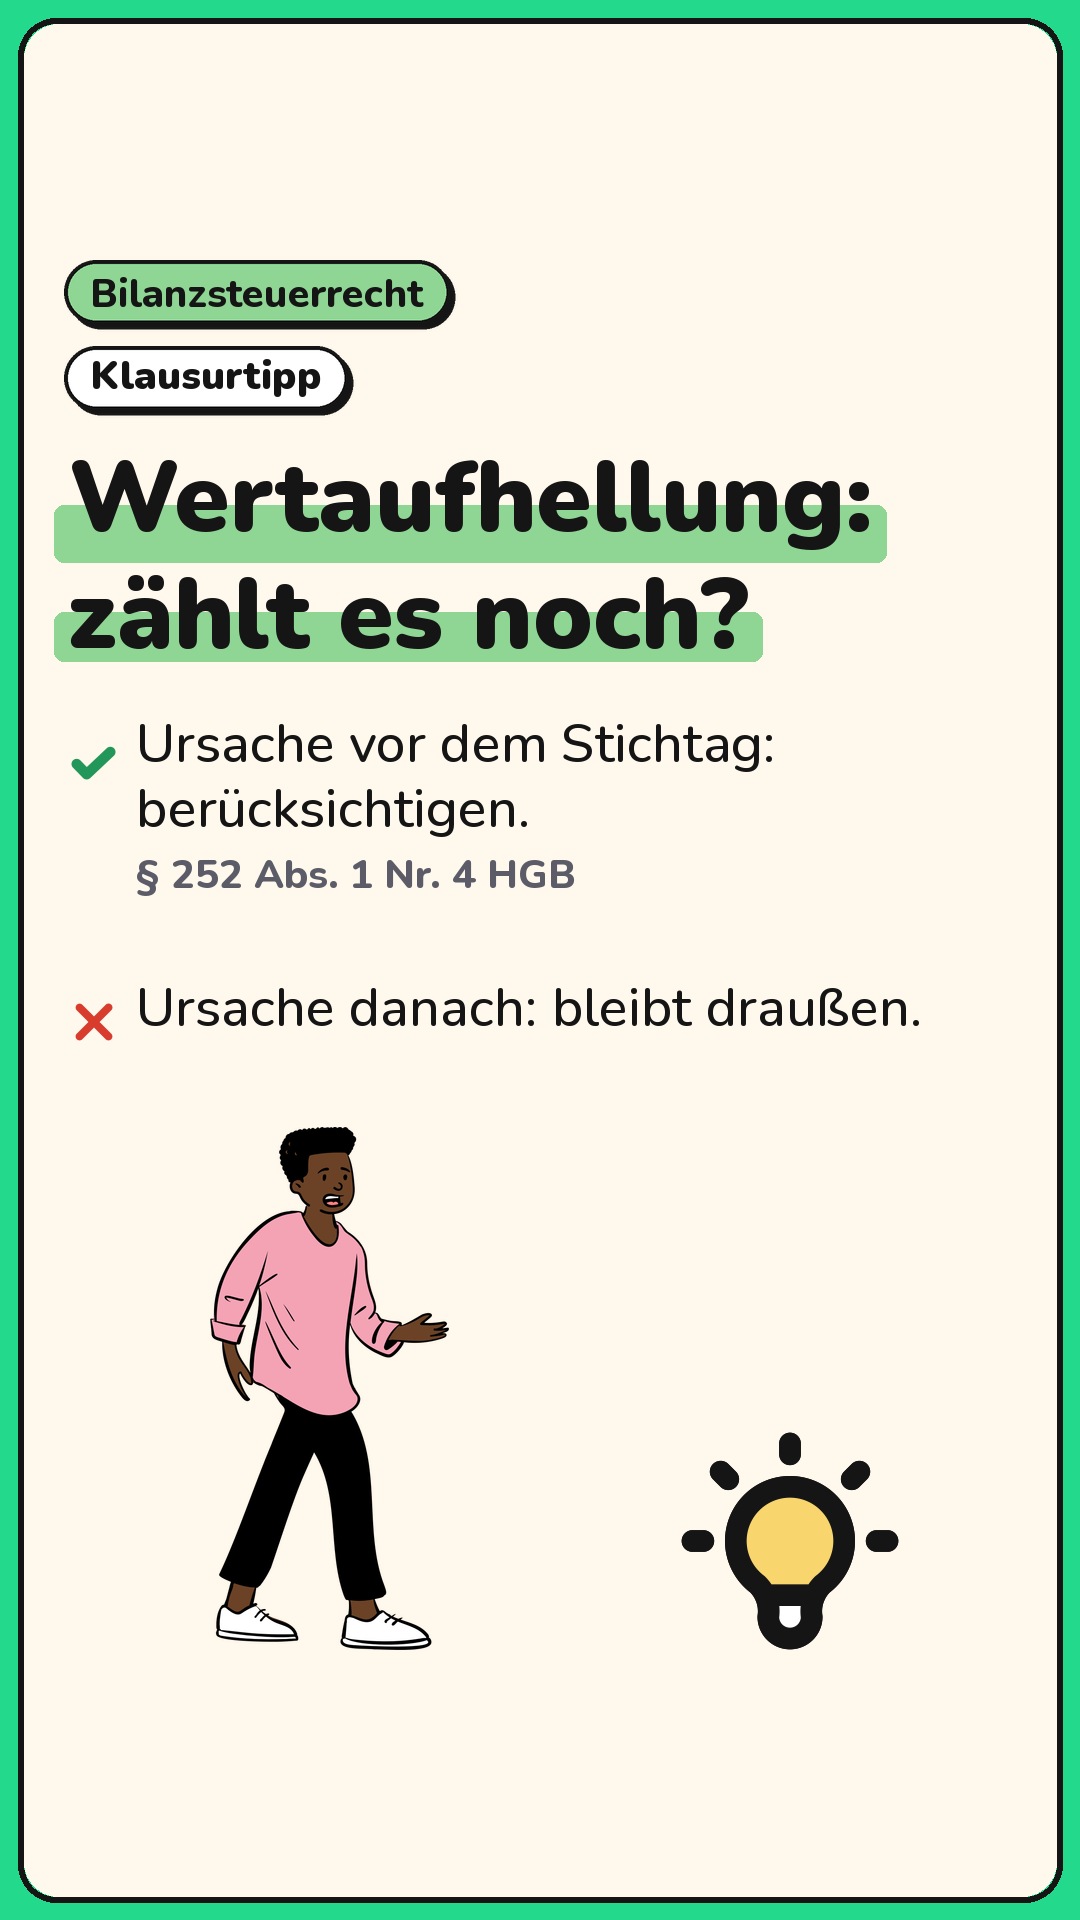 Bilanzsteuerrecht
Klausurtipp
Wertaufhellung:
zählt es noch?
Ursache vor dem Stichtag:
berücksichtigen.
§ 252 Abs. 1 Nr. 4 HGB
Ursache danach: bleibt draußen.